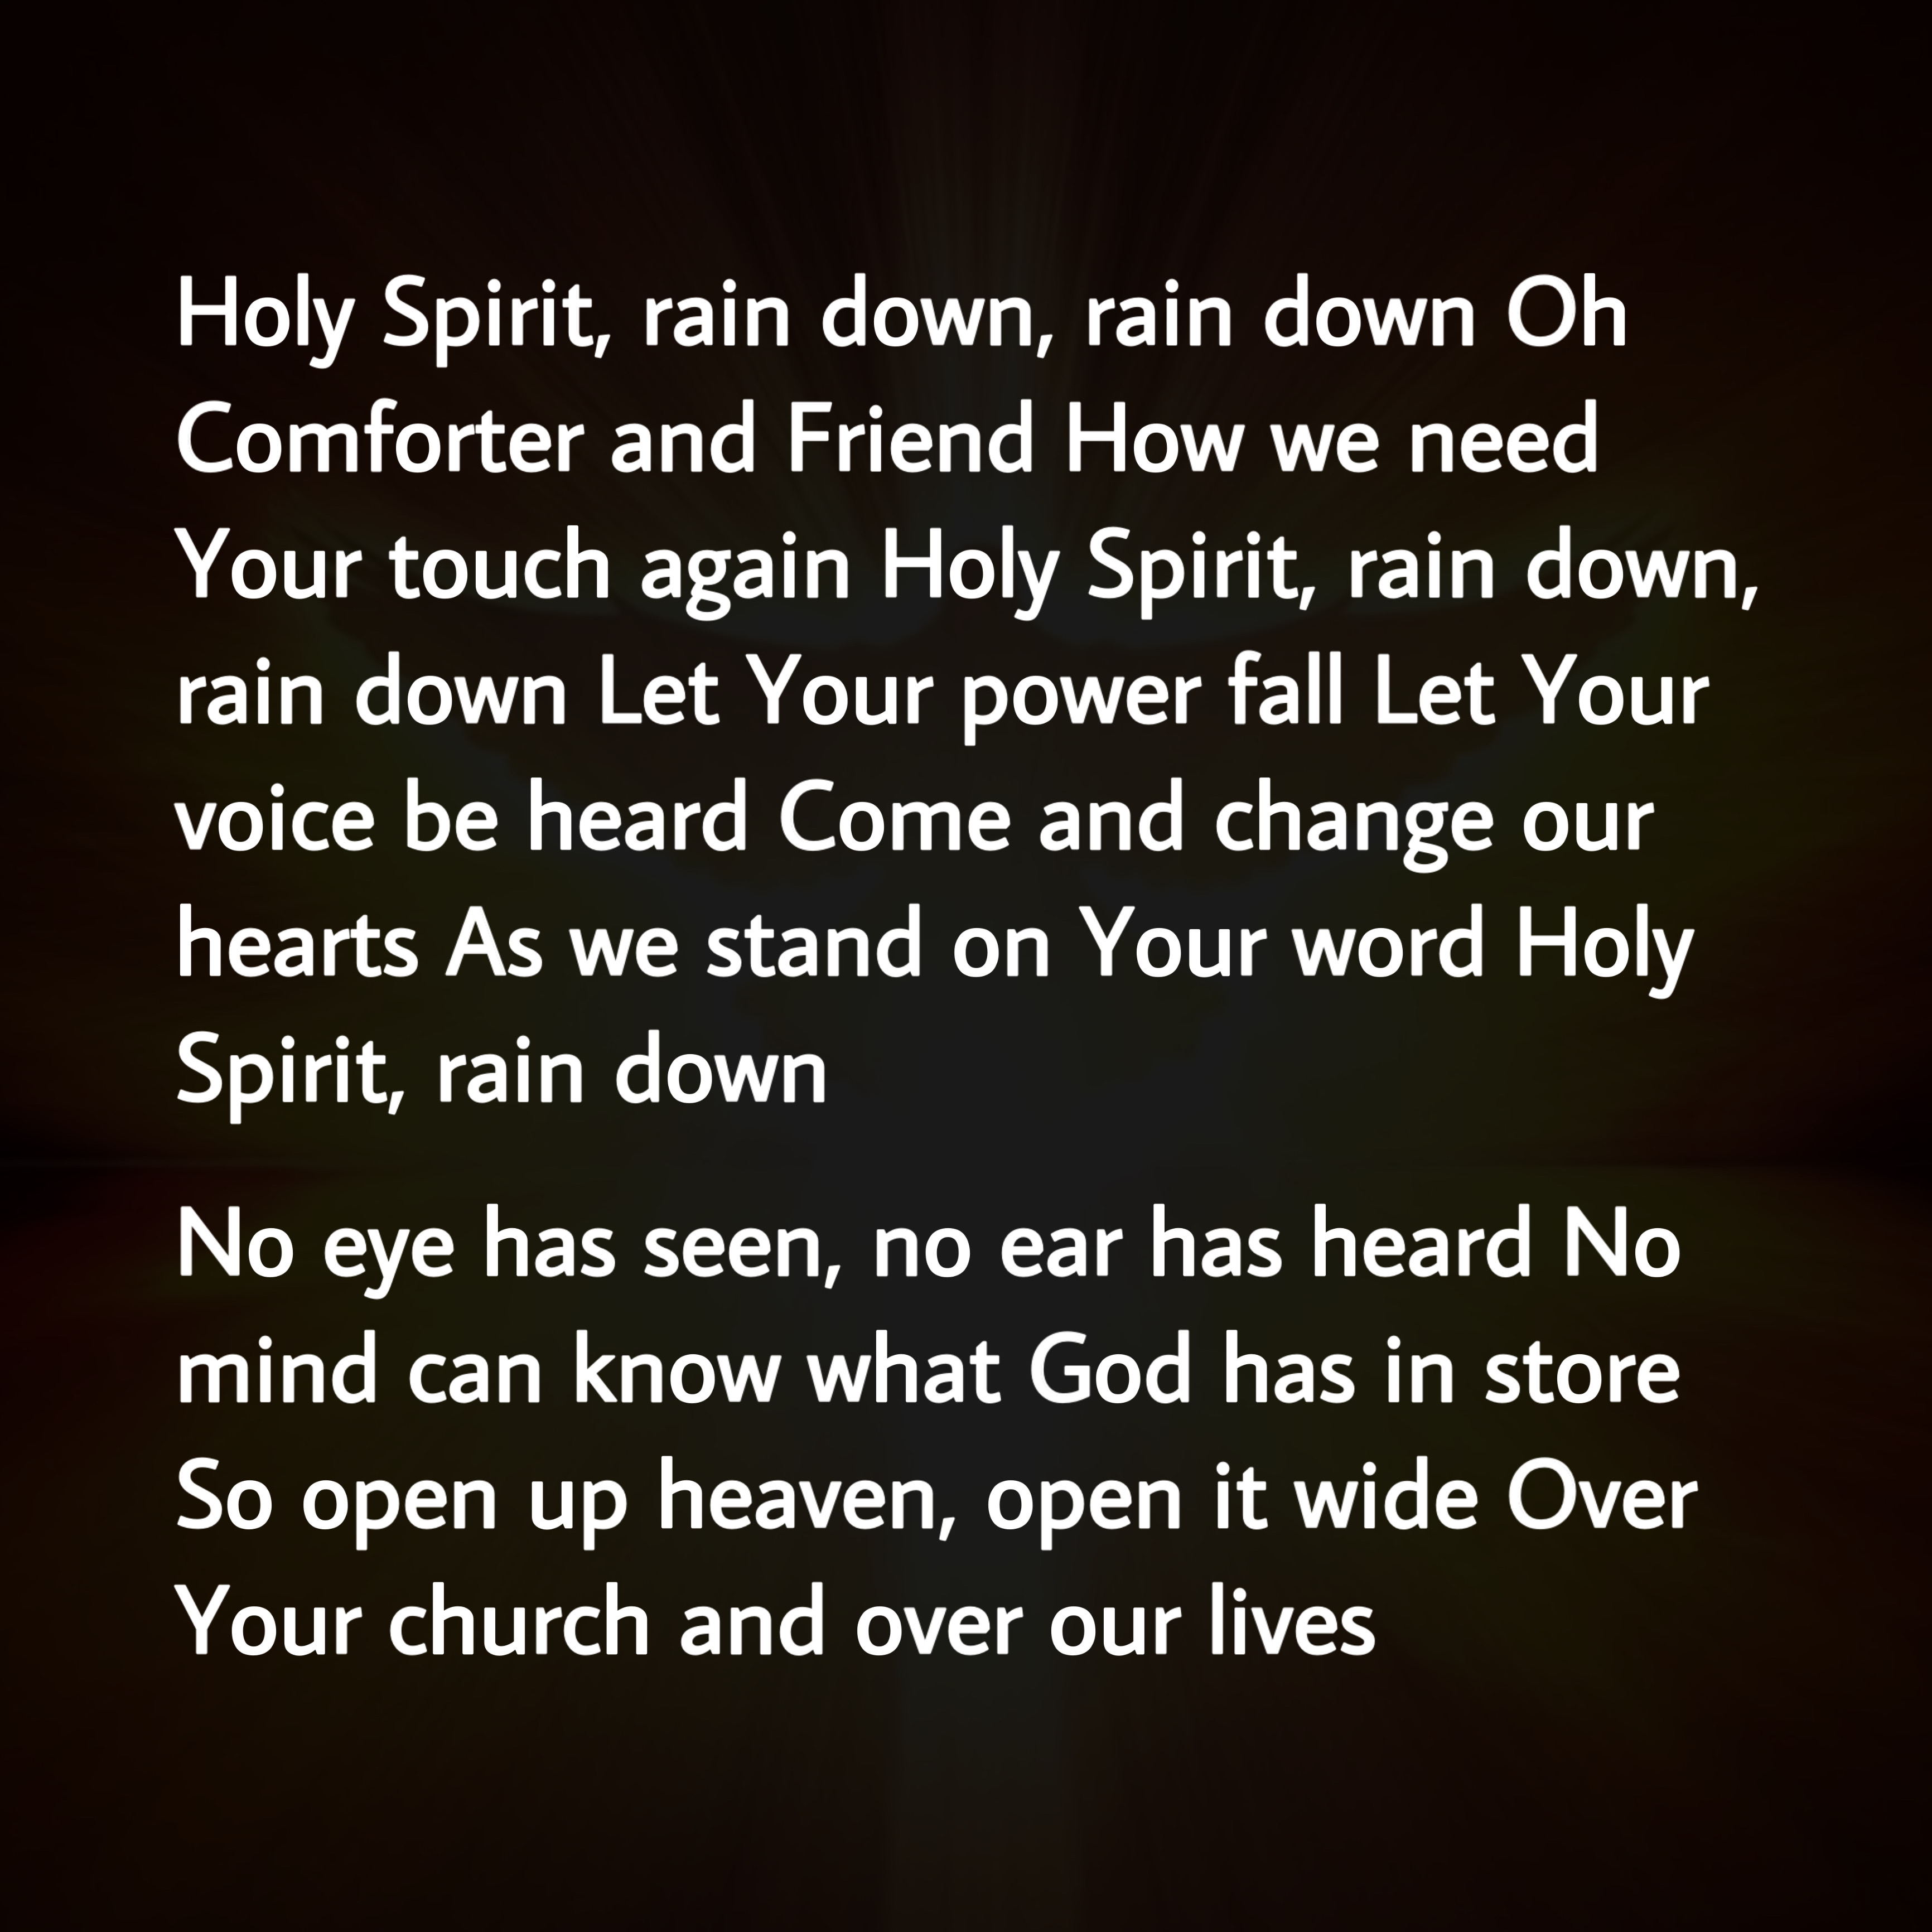 Holy Spirit, rain down, rain down Oh
Comforter and Friend How we need
Your touch again Holy Spirit, rain down,
rain down Let Your power fall Let Your
voice be heard Come and change our
hearts As we stand on Your word Holy
Spirit, rain down
No eye has seen, no ear has heard No
mind can know what God has in store
So open up heaven, open it wide Over
Your church and over our lives